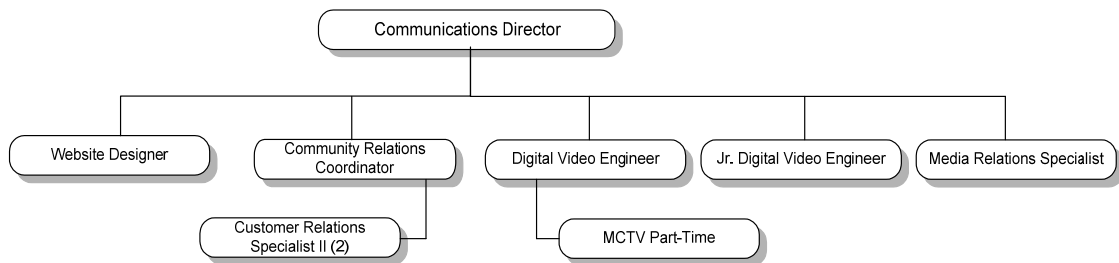 Communications Director
Website Designer
Community Relations
Coordinator
Digital Video Engineer
Jr. Digital Video Engineer
Media Relations Specialist
Customer Relations
Specialist II (2)
MCTV Part-Time